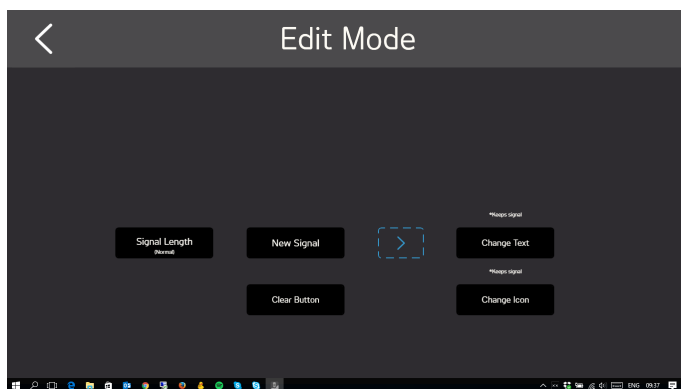 Edit Mode
*Keeps signal
Signal Length
(Normal)
New Signal
Change Text
*Keeps signal
Clear Button
Change Icon
ENG 09:37